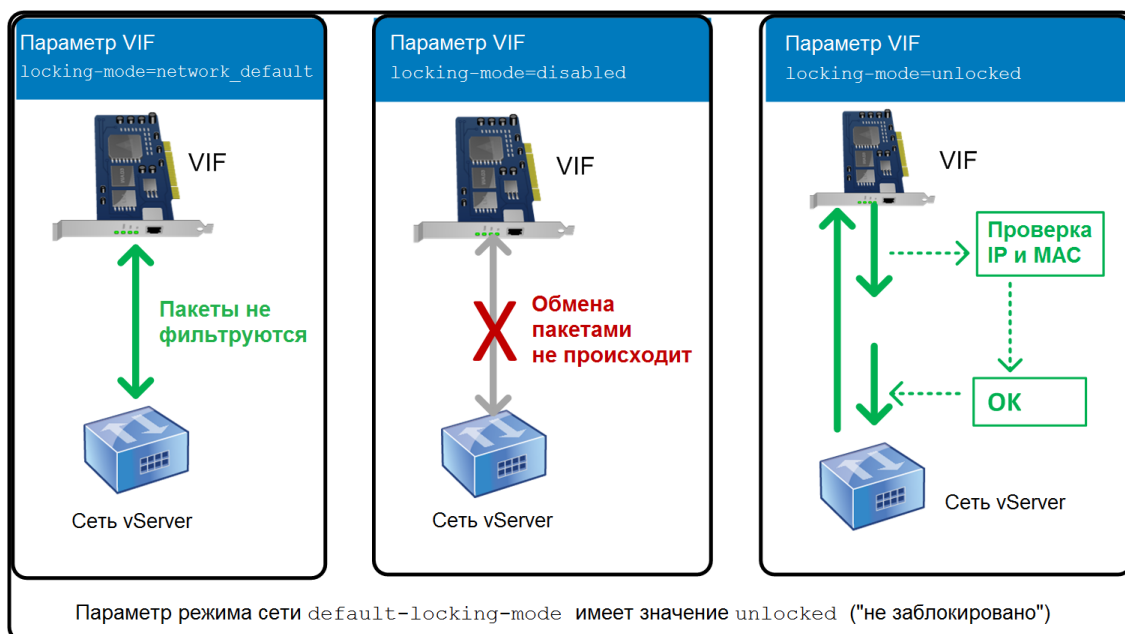 Параметр VIF
locking-mode=network_default
VIF
Пакеты не
фильтруются
Сеть vServer
Параметр VIF
locking-mode=disabled
VIF
X
Обмена
пакетами
не происходит
Сеть vServer
Параметр VIF
locking-mode=unlocked
VIF
Проверка
IP и MAC
ОК
Сеть vServer
Параметр режима сети default-locking-mode имеет значение unlocked ("не заблокировано")